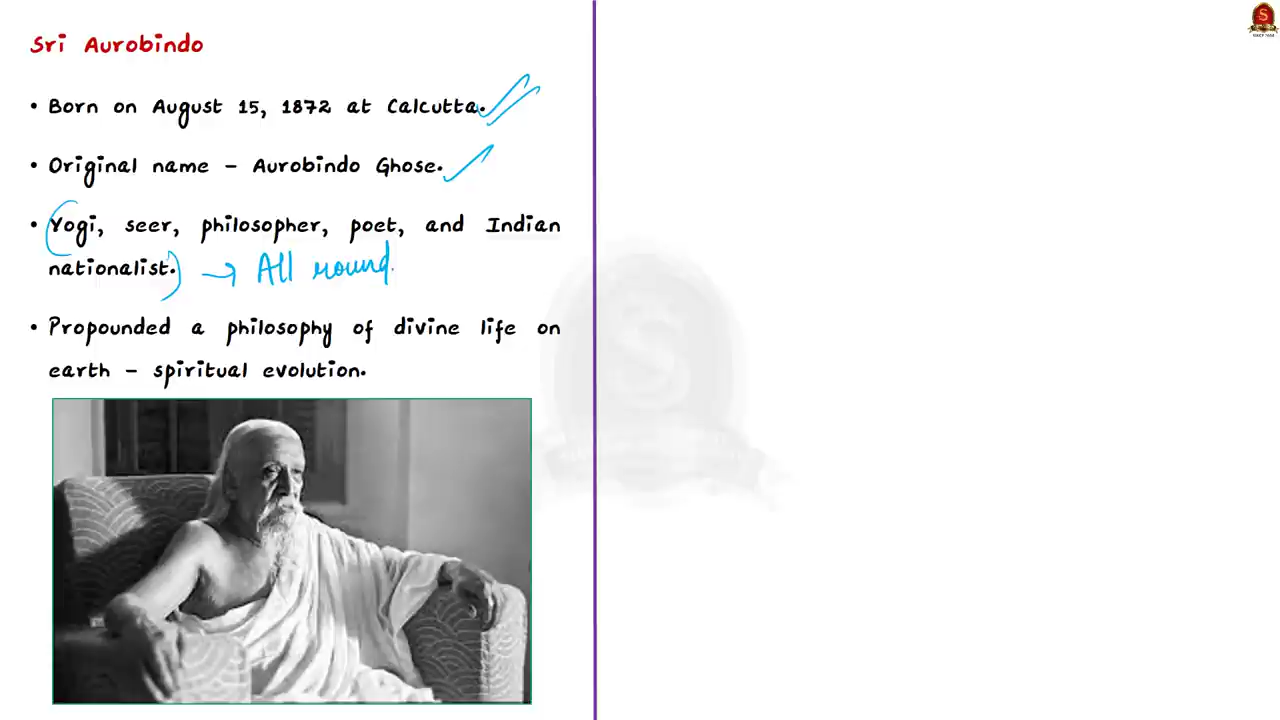 Sri Aurobindo
• Born on August 15, 1872 at Calcutta.
• Original name – Aurobindo Ghose.
• Yogi, seer, philosopher, poet, and Indian
nationalist. → All round
• Propounded a philosophy of divine life on
earth – spiritual evolution.
S